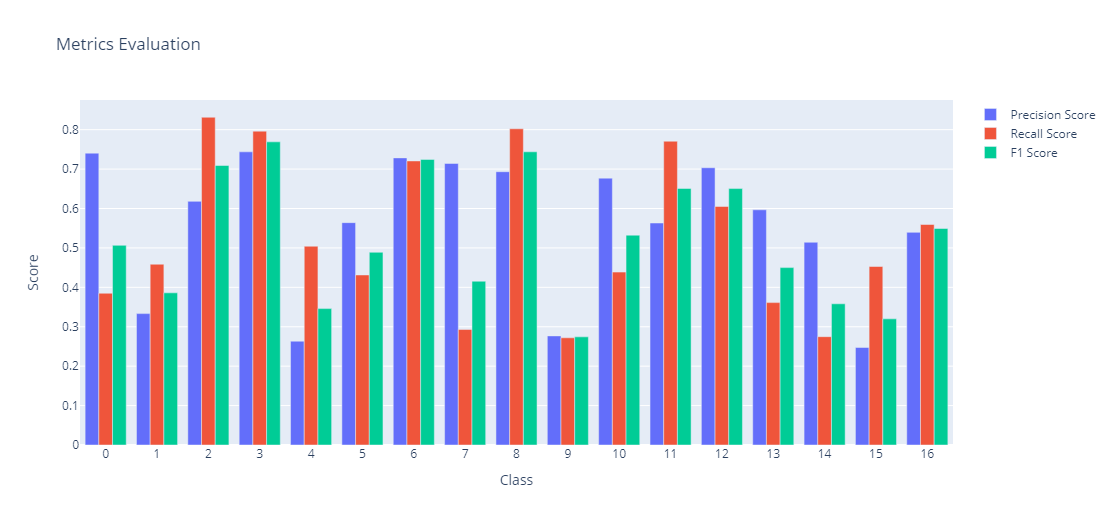 Metrics Evaluation
Precision Score
Recall Score
F1 Score
Score
0.8
0.7
0.6
0.5
0.4
0.3
0.2
0.1
0
0 1 2 3 4 5 6 7 8 9 10 11 12 13 14 15 16
Class